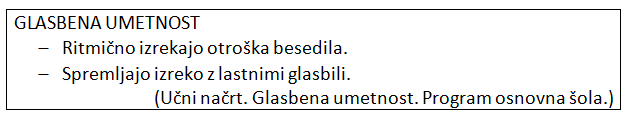 GLASBENA UMETNOST
– Ritmično izrekajo otroška besedila.
– Spremljajo izreko z lastnimi glasbili.
(Učni načrt. Glasbena umetnost. Program osnovna šola.)